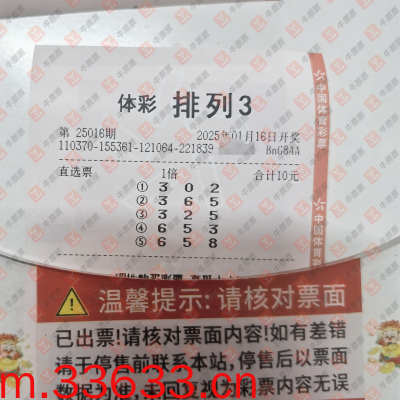 体彩 排列3
第 25016期 2025年01月16日开奖
110370-155361-121064-221839 BnG8AA
直选票 1倍 合计10元
① 3 0 2
② 3 6 5
③ 3 2 5
④ 6 5 3
⑤ 6 5 8
中国体育彩票
中国体育彩票
温馨提示:请核对票面
已出票!请核对票面内容!如有差错
请于停售前联系本站,停售后以票面
m.33633.cn